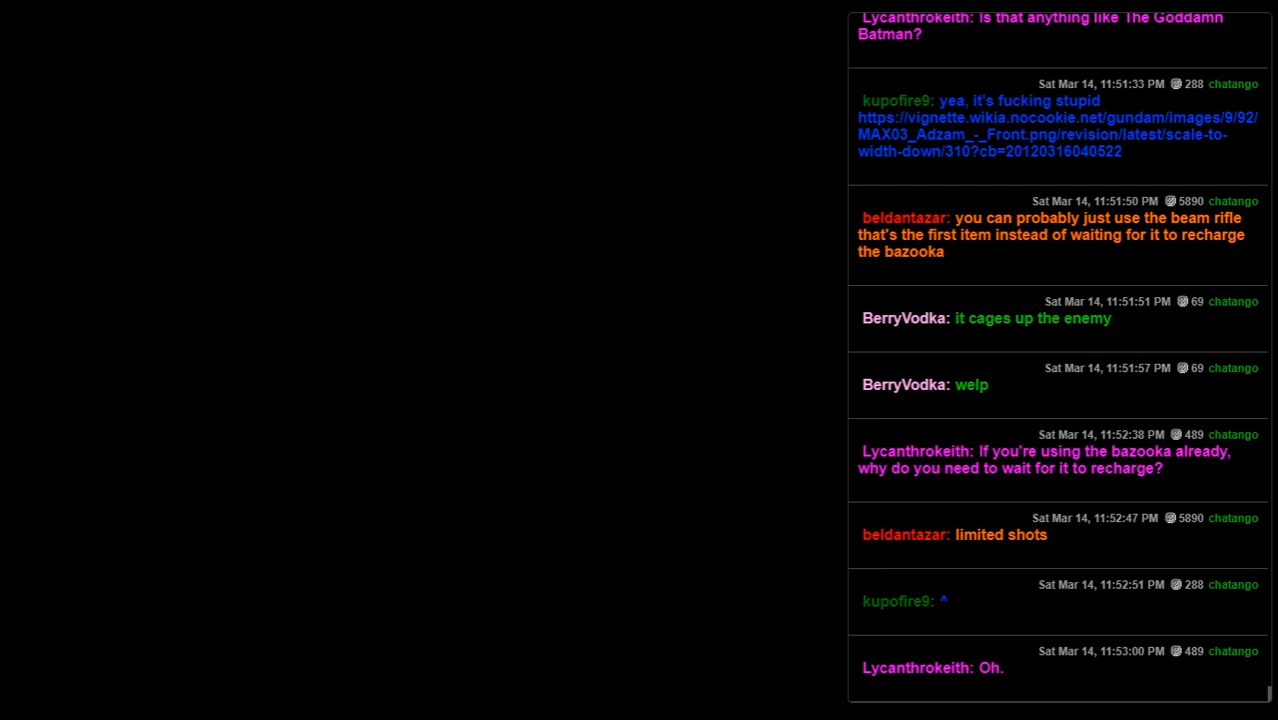 Lycanthrokeith: Is that anything like The Goddamn
Batman?
Sat Mar 14, 11:51:33 PM 288 chatango
kupofire9: yea, it's fucking stupid
https://vignette.wikia.nocookie.net/gundam/images/9/92/
MAX03_Adzam_-_Front.png/revision/latest/scale-to-
width-down/310?cb=20120316040522
Sat Mar 14, 11:51:50 PM 5890 chatango
beldantazar: you can probably just use the beam rifle
that's the first item instead of waiting for it to recharge
the bazooka
Sat Mar 14, 11:51:51 PM 69 chatango
BerryVodka: it cages up the enemy
Sat Mar 14, 11:51:57 PM 69 chatango
BerryVodka: welp
Sat Mar 14, 11:52:38 PM 489 chatango
Lycanthrokeith: If you're using the bazooka already,
why do you need to wait for it to recharge?
Sat Mar 14, 11:52:47 PM 5890 chatango
beldantazar: limited shots
Sat Mar 14, 11:52:51 PM 288 chatango
kupofire9: ^
Sat Mar 14, 11:53:00 PM 489 chatango
Lycanthrokeith: Oh.